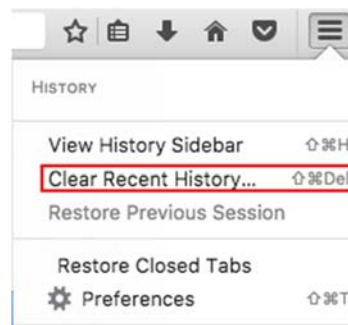 HISTORY
View History Sidebar ⇧⌘H
Clear Recent History... ⇧⌘Del
Restore Previous Session
Restore Closed Tabs
Preferences ⇧⌘T